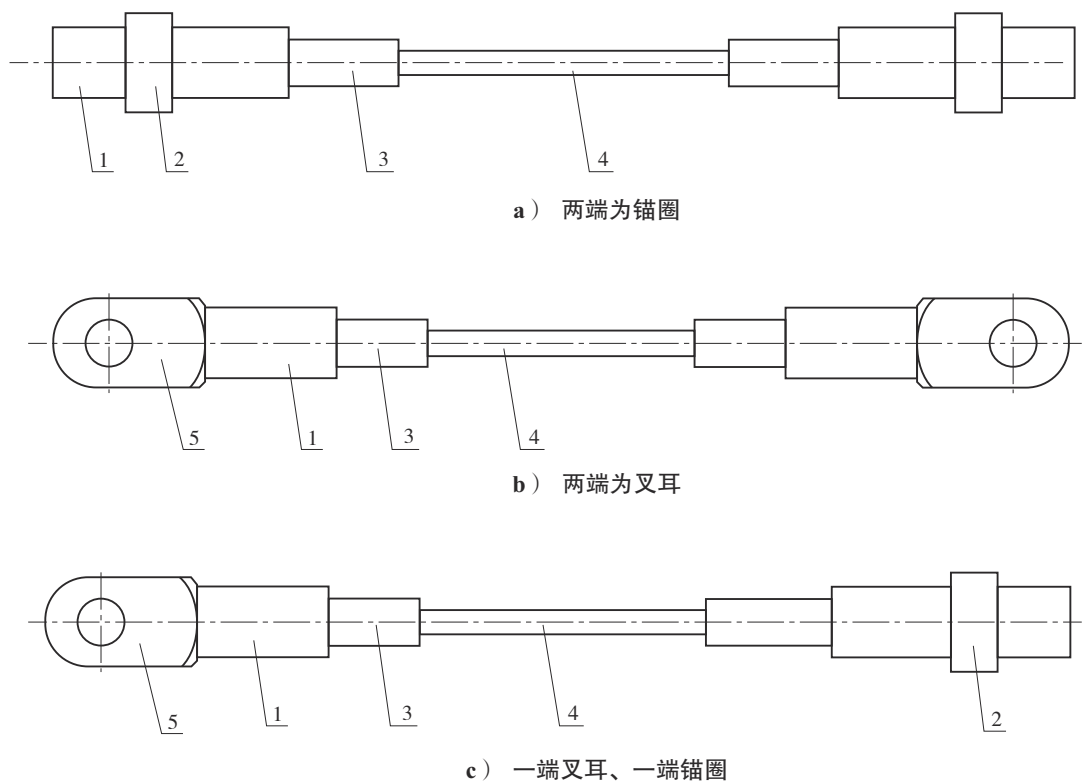 1 2 3 4
a） 两端为锚圈
5 1 3 4
b） 两端为叉耳
5 1 3 4 2
c） 一端叉耳、一端锚圈